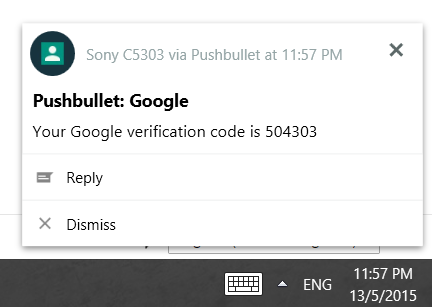 Sony C5303 via Pushbullet at 11:57 PM
Pushbullet: Google
Your Google verification code is 504303
Reply
Dismiss
ENG
11:57 PM
13/5/2015